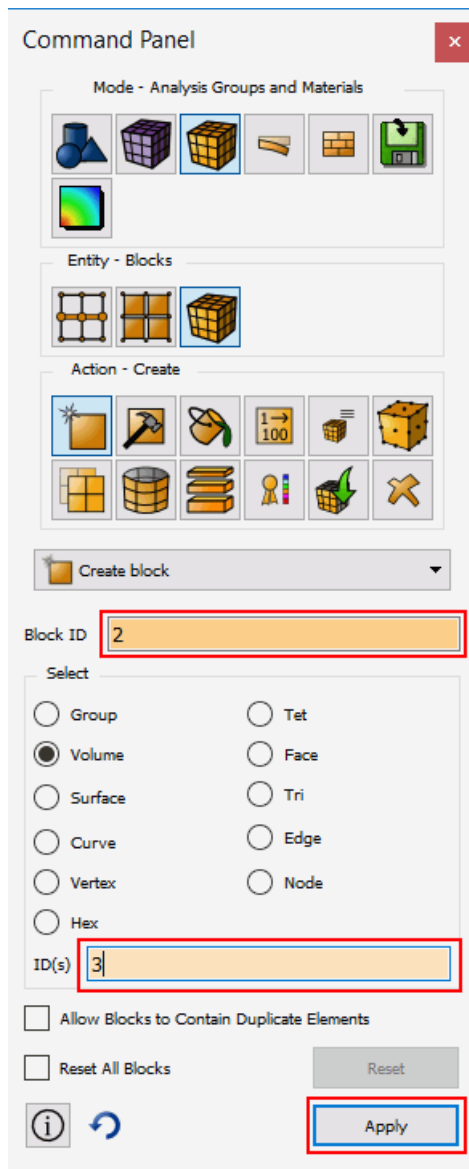 Command Panel
Mode - Analysis Groups and Materials
Entity - Blocks
Action - Create
1→
100
Create block
Block ID 2
Select
Group Tet
Volume Face
Surface Tri
Curve Edge
Vertex Node
Hex
ID(s) 3
Allow Blocks to Contain Duplicate Elements
Reset All Blocks Reset
Apply